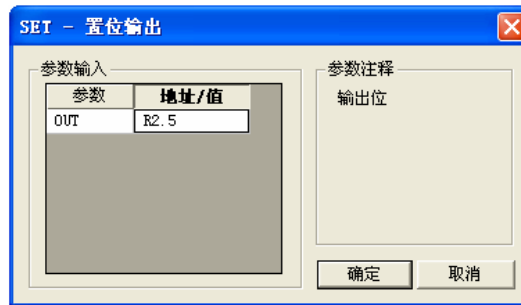 SET - 置位输出
参数输入
参数 地址/值
OUT R2.5
参数注释
输出位
确定 取消